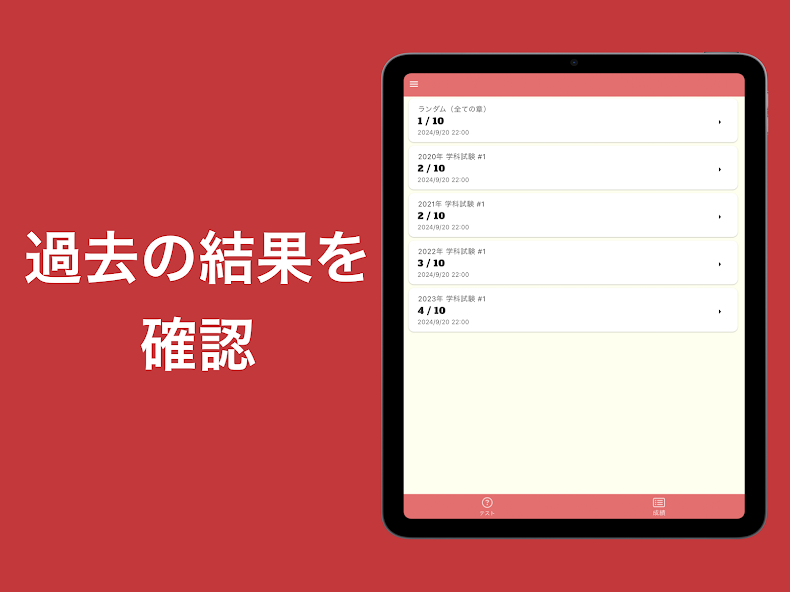 過去の結果を
確認
ランダム（全ての章）
1 / 10
2024/9/20 22:00
2020年 学科試験 #1
2 / 10
2024/9/20 22:00
2021年 学科試験 #1
2 / 10
2024/9/20 22:00
2022年 学科試験 #1
3 / 10
2024/9/20 22:00
2023年 学科試験 #1
4 / 10
2024/9/20 22:00
テスト
成績